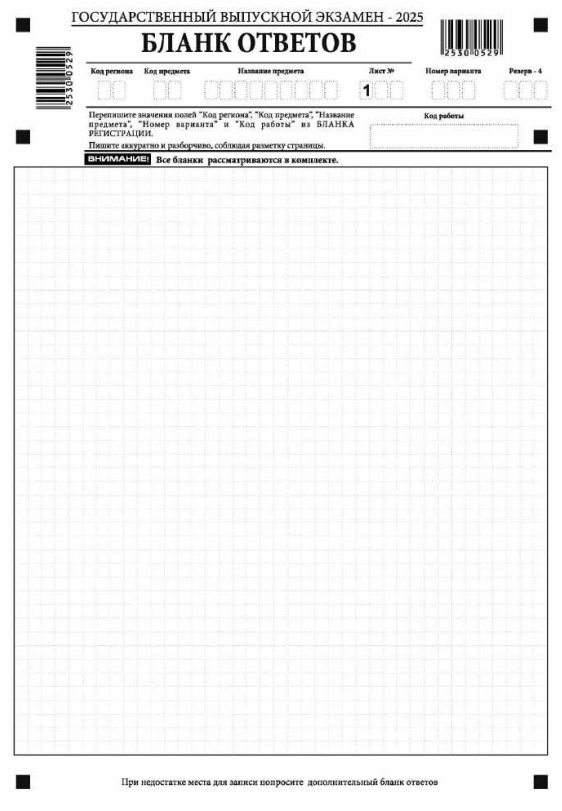 ГОСУДАРСТВЕННЫЙ ВЫПУСКНОЙ ЭКЗАМЕН - 2025
БЛАНК ОТВЕТОВ
2530 0529
2530 0529
Код региона Код предмета Название предмета Лист № Номер варианта Резерв - 4
1
Перепишите значения полей "Код региона", "Код предмета", "Название
предмета", "Номер варианта" и "Код работы" из БЛАНКА
РЕГИСТРАЦИИ.
Пишите аккуратно и разборчиво, соблюдая разметку страницы.
Код работы
ВНИМАНИЕ! Все бланки рассматриваются в комплекте.
При недостатке места для записи попросите дополнительный бланк ответов